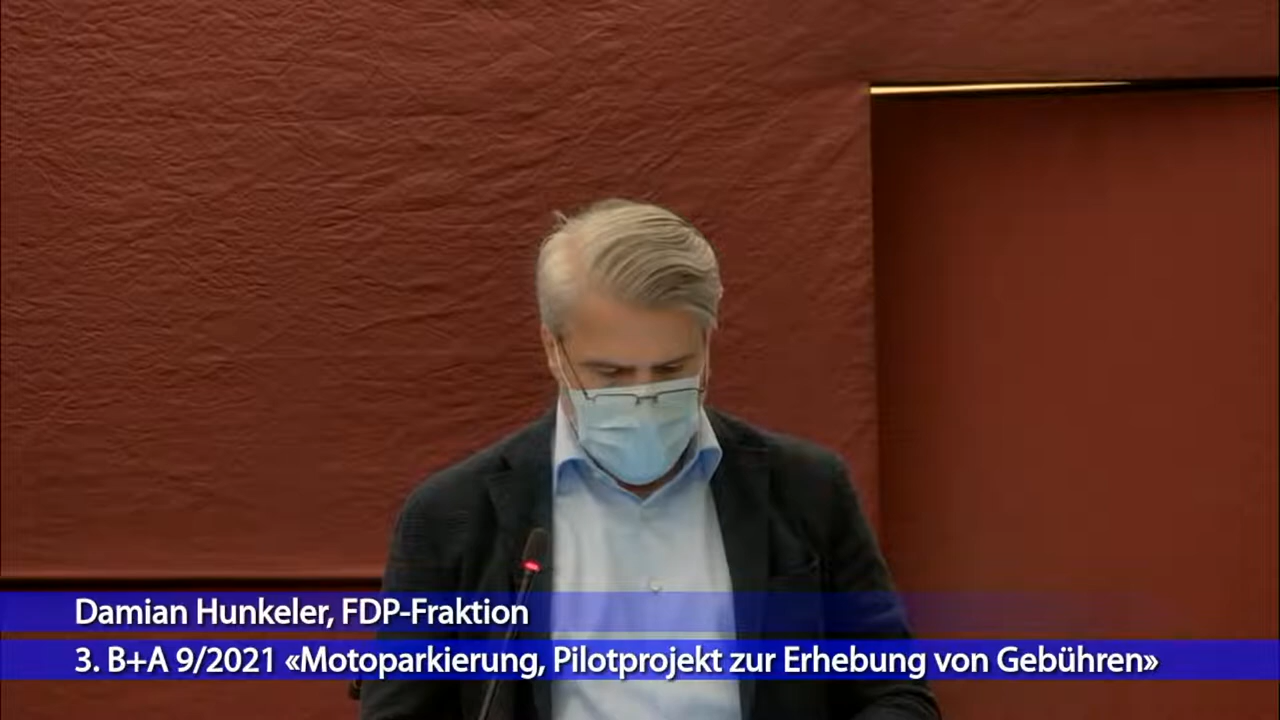 Damian Hunkeler, FDP-Fraktion
3. B+A 9/2021 «Motoparkierung, Pilotprojekt zur Erhebung von Gebühren»